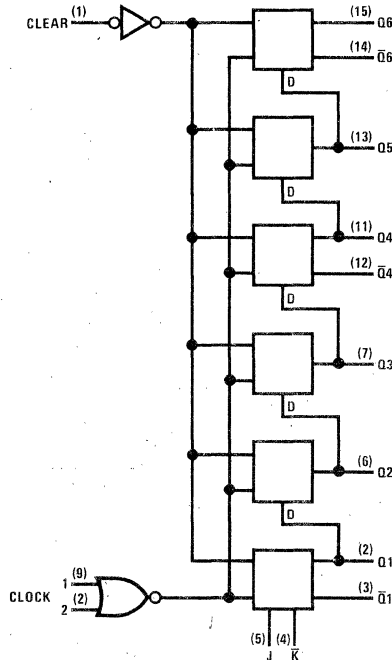 CLEAR (1)
(15) Q6
(14) Q̅6
D
(13) Q5
D
(11) Q4
(12) Q̅4
D
(7) Q3
D
(6) Q2
D
(2) Q1
(3) Q̅1
CLOCK
1 (9)
2 (2)
(5) (4)
J K̅